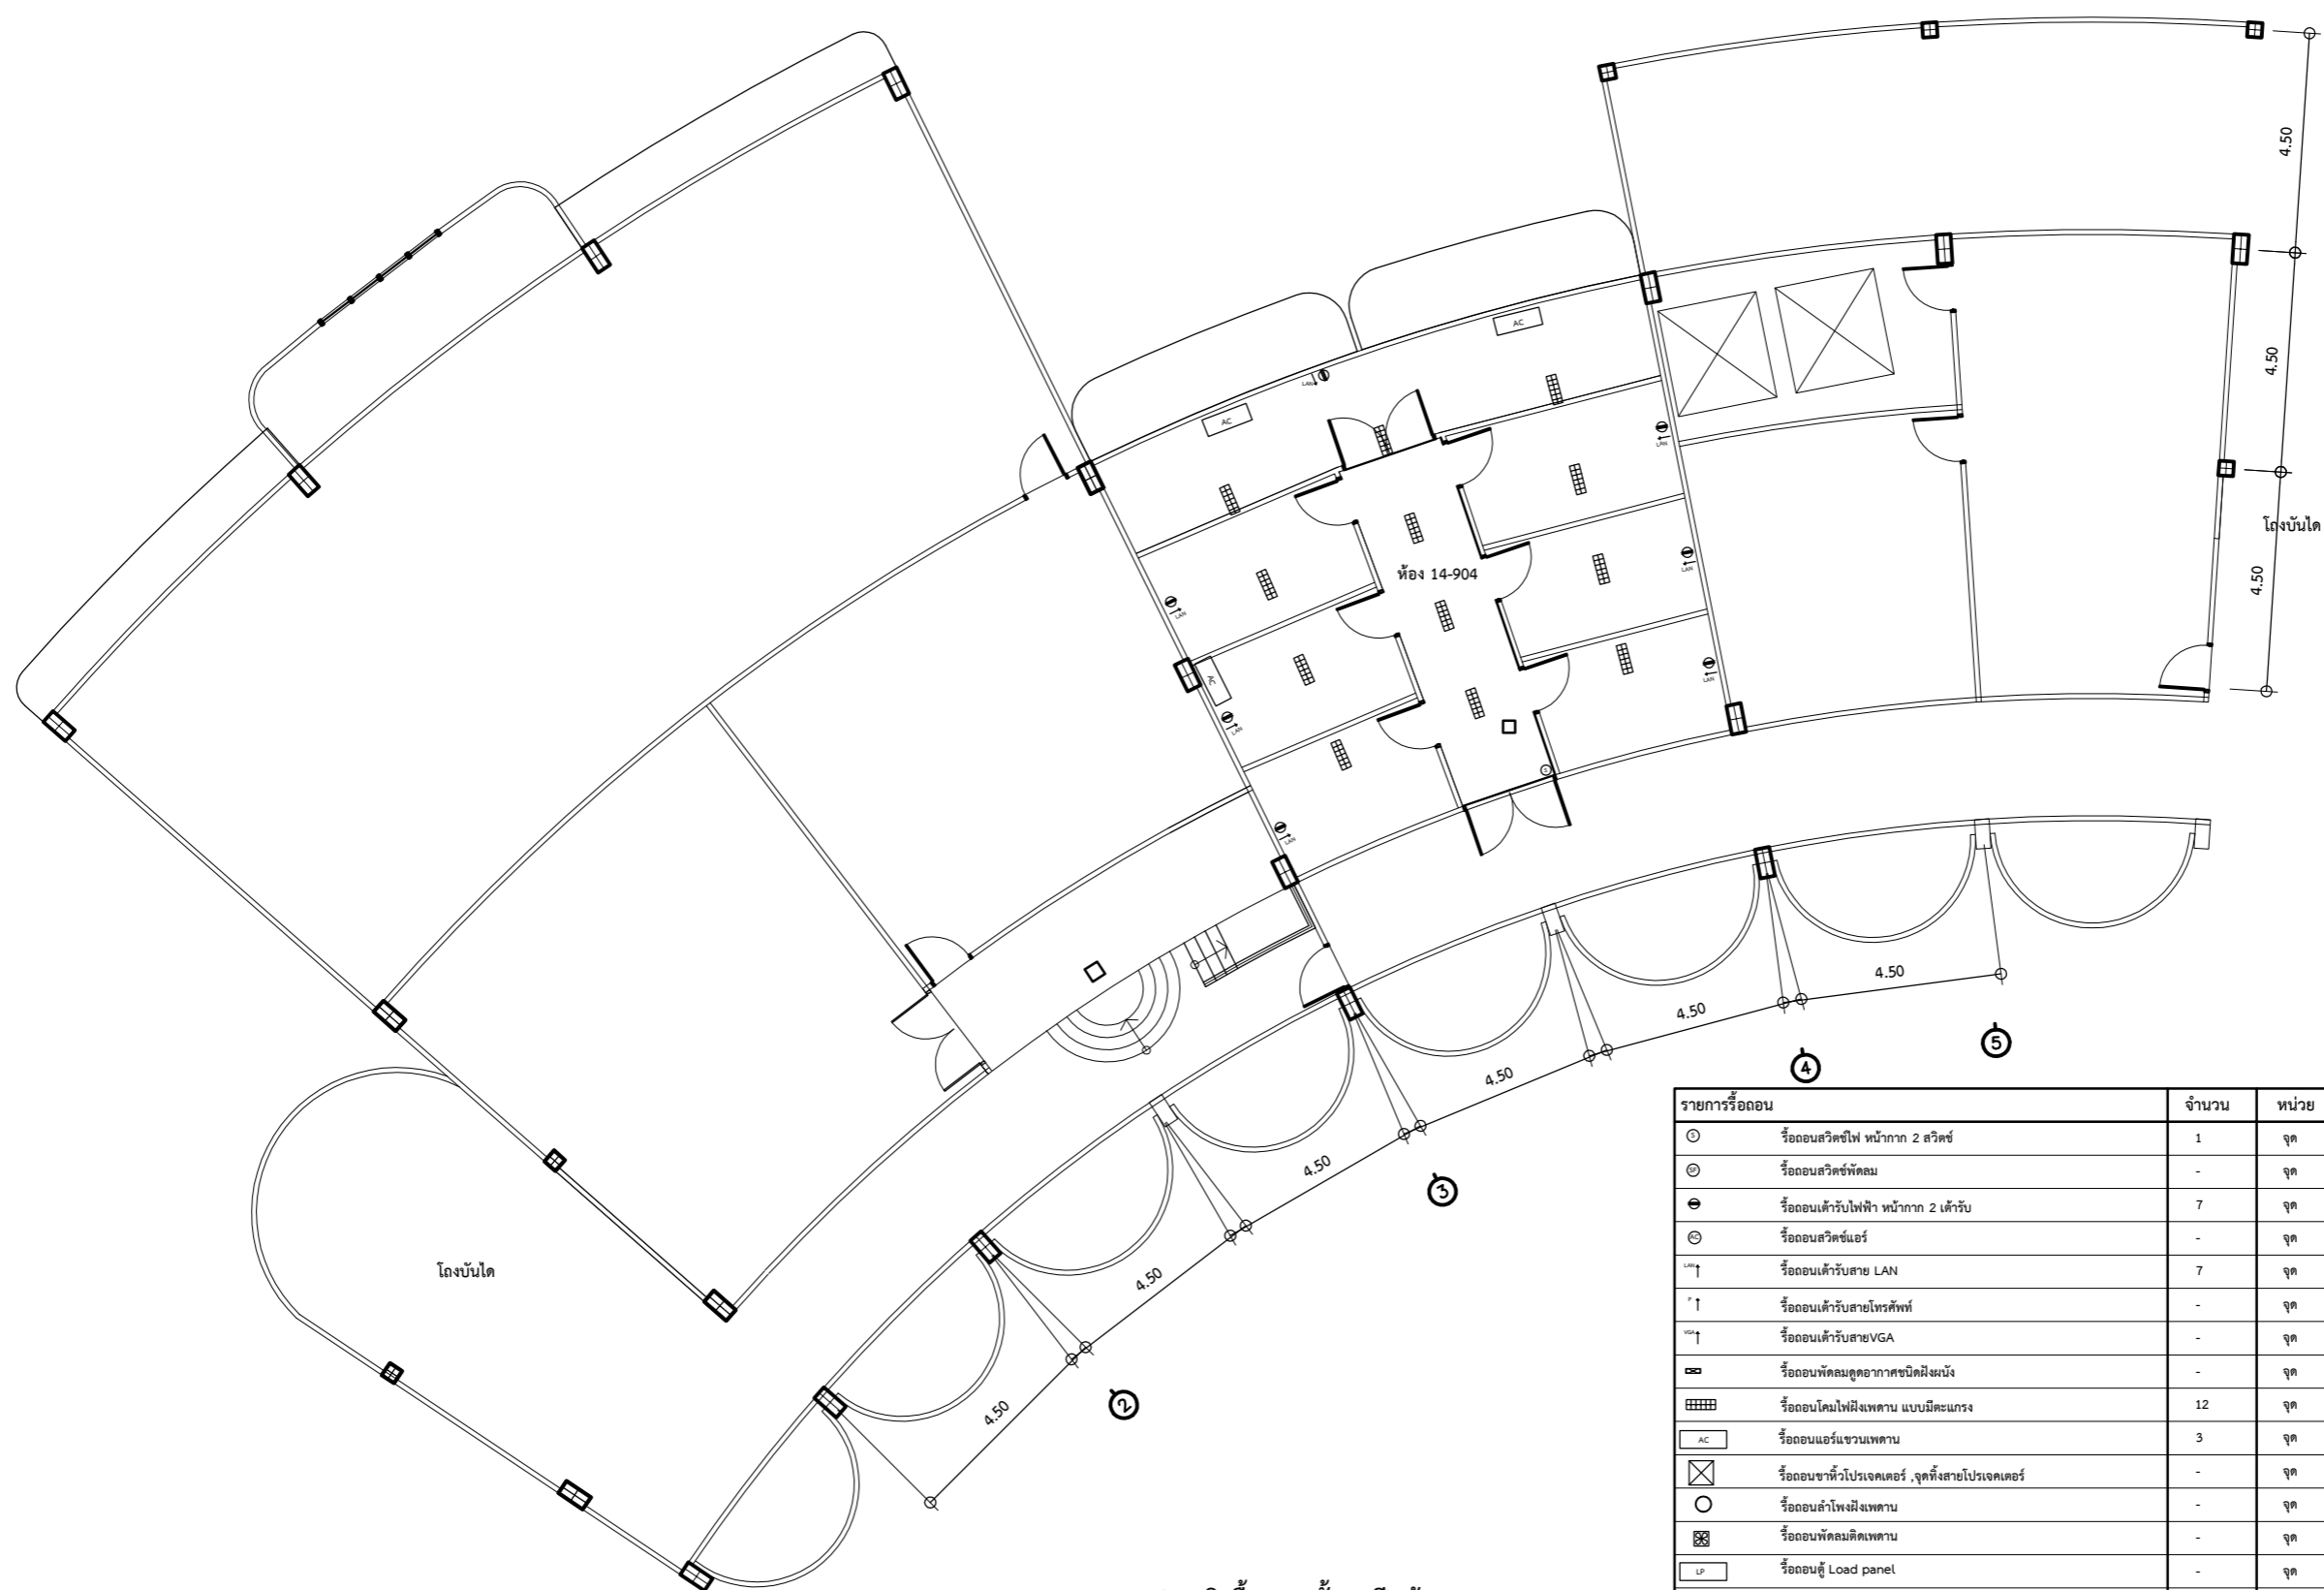 4.50
4.50
โถงบันได
4.50
AC
LAN
AC
LAN
LAN
ห้อง 14-904
LAN
LAN
AC
LAN
LAN
S
LAN
4.50
4.50
4.50
4.50
4.50
4.50
5
4
3
2
โถงบันได
รายการรื้อถอน จำนวน หน่วย
S รื้อถอนสวิตช์ไฟ หน้ากาก 2 สวิตช์ 1 จุด
SF รื้อถอนสวิตช์พัดลม - จุด
รื้อถอนเต้ารับไฟฟ้า หน้ากาก 2 เต้ารับ 7 จุด
AC รื้อถอนสวิตช์แอร์ - จุด
LAN รื้อถอนเต้ารับสาย LAN 7 จุด
P รื้อถอนเต้ารับสายโทรศัพท์ - จุด
VGA รื้อถอนเต้ารับสายVGA - จุด
รื้อถอนพัดลมดูดอากาศชนิดฝังผนัง - จุด
รื้อถอนโคมไฟฝังเพดาน แบบมีตะแกรง 12 จุด
AC รื้อถอนแอร์แขวนเพดาน 3 จุด
รื้อถอนขาหิ้วโปรเจคเตอร์ ,จุดทิ้งสายโปรเจคเตอร์ - จุด
รื้อถอนลำโพงฝังเพดาน - จุด
รื้อถอนพัดลมติดเพดาน - จุด
LP รื้อถอนตู้ Load panel - จุด